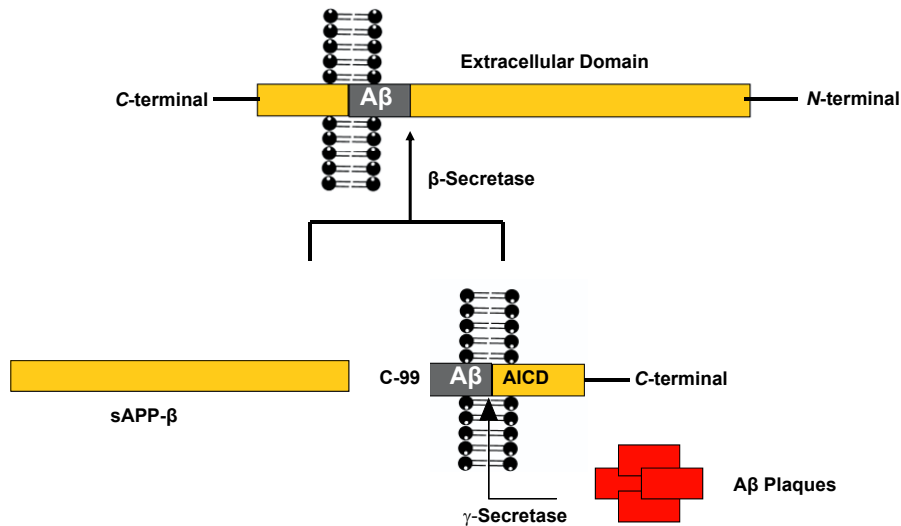 Extracellular Domain
C-terminal
Aβ
N-terminal
β-Secretase
C-99
Aβ
AICD
C-terminal
sAPP-β
Aβ Plaques
γ-Secretase